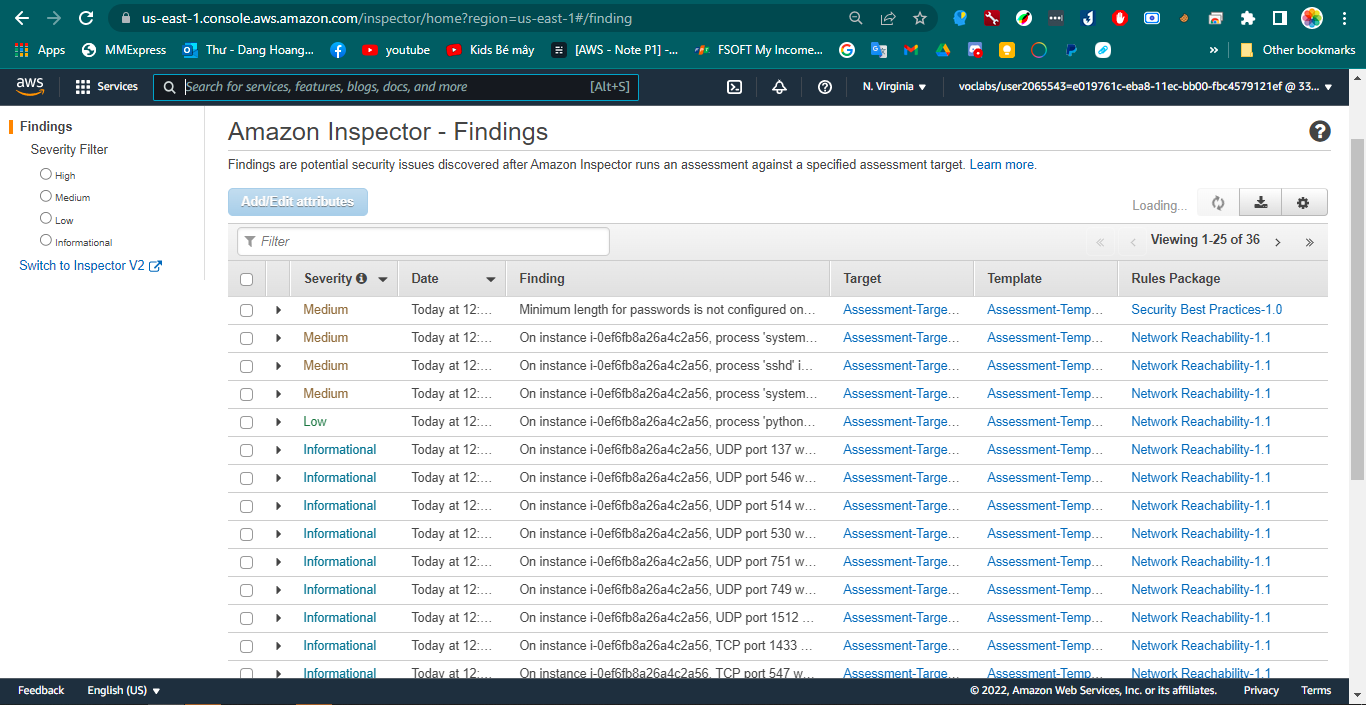 us-east-1.console.aws.amazon.com/inspector/home?region=us-east-1#/finding
Apps MMExpress Thư - Dang Hoang... youtube Kids Bé mây [AWS - Note P1] -... FSOFT My Income... » Other bookmarks
aws Services Search for services, features, blogs, docs, and more [Alt+S] N. Virginia ▼ voclabs/user2065543=e019761c-eba8-11ec-bb00-fbc4579121ef @ 33... ▼
Findings
Severity Filter
High
Medium
Low
Informational
Switch to Inspector V2
Amazon Inspector - Findings
Findings are potential security issues discovered after Amazon Inspector runs an assessment against a specified assessment target. Learn more.
Add/Edit attributes Loading...
Filter « ‹ Viewing 1-25 of 36 › »
Severity Date Finding Target Template Rules Package
Medium Today at 12:... Minimum length for passwords is not configured on... Assessment-Targe... Assessment-Temp... Security Best Practices-1.0
Medium Today at 12:... On instance i-0ef6fb8a26a4c2a56, process 'system... Assessment-Targe... Assessment-Temp... Network Reachability-1.1
Medium Today at 12:... On instance i-0ef6fb8a26a4c2a56, process 'sshd' i... Assessment-Targe... Assessment-Temp... Network Reachability-1.1
Medium Today at 12:... On instance i-0ef6fb8a26a4c2a56, process 'system... Assessment-Targe... Assessment-Temp... Network Reachability-1.1
Low Today at 12:... On instance i-0ef6fb8a26a4c2a56, process 'python... Assessment-Targe... Assessment-Temp... Network Reachability-1.1
Informational Today at 12:... On instance i-0ef6fb8a26a4c2a56, UDP port 137 w... Assessment-Targe... Assessment-Temp... Network Reachability-1.1
Informational Today at 12:... On instance i-0ef6fb8a26a4c2a56, UDP port 546 w... Assessment-Targe... Assessment-Temp... Network Reachability-1.1
Informational Today at 12:... On instance i-0ef6fb8a26a4c2a56, UDP port 514 w... Assessment-Targe... Assessment-Temp... Network Reachability-1.1
Informational Today at 12:... On instance i-0ef6fb8a26a4c2a56, UDP port 530 w... Assessment-Targe... Assessment-Temp... Network Reachability-1.1
Informational Today at 12:... On instance i-0ef6fb8a26a4c2a56, UDP port 751 w... Assessment-Targe... Assessment-Temp... Network Reachability-1.1
Informational Today at 12:... On instance i-0ef6fb8a26a4c2a56, UDP port 749 w... Assessment-Targe... Assessment-Temp... Network Reachability-1.1
Informational Today at 12:... On instance i-0ef6fb8a26a4c2a56, UDP port 1512 ... Assessment-Targe... Assessment-Temp... Network Reachability-1.1
Informational Today at 12:... On instance i-0ef6fb8a26a4c2a56, TCP port 1433 ... Assessment-Targe... Assessment-Temp... Network Reachability-1.1
Informational Today at 12:... On instance i-0ef6fb8a26a4c2a56, TCP port 547 w... Assessment-Targe... Assessment-Temp... Network Reachability-1.1
Feedback English (US) ▼ © 2022, Amazon Web Services, Inc. or its affiliates. Privacy Terms